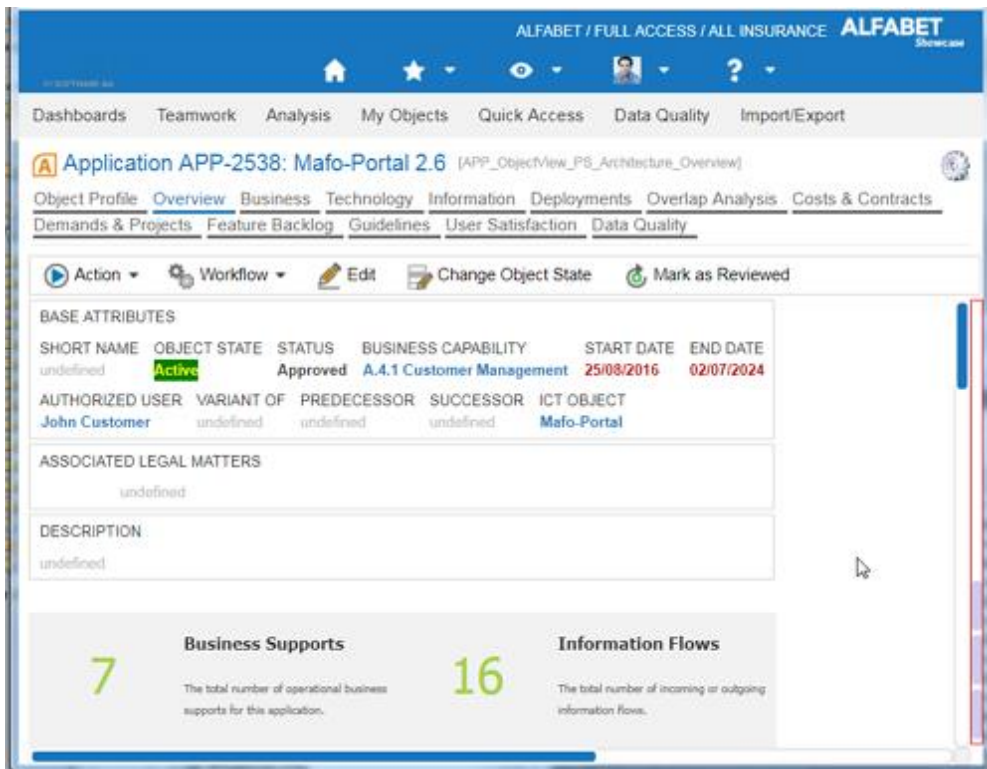 ALFABET / FULL ACCESS / ALL INSURANCE ALFABET
Showcase
Dashboards Teamwork Analysis My Objects Quick Access Data Quality Import/Export
Application APP-2538: Mafo-Portal 2.6 [APP_ObjectView_PS_Architecture_Overview]
Object Profile Overview Business Technology Information Deployments Overlap Analysis Costs & Contracts
Demands & Projects Feature Backlog Guidelines User Satisfaction Data Quality
Action Workflow Edit Change Object State Mark as Reviewed
BASE ATTRIBUTES
SHORT NAME OBJECT STATE STATUS BUSINESS CAPABILITY START DATE END DATE
undefined Active Approved A.4.1 Customer Management 25/08/2016 02/07/2024
AUTHORIZED USER VARIANT OF PREDECESSOR SUCCESSOR ICT OBJECT
John Customer undefined undefined undefined Mafo-Portal
ASSOCIATED LEGAL MATTERS
undefined
DESCRIPTION
undefined
7 Business Supports 16 Information Flows
The total number of operational business The total number of incoming or outgoing
supports for this application. information flows.